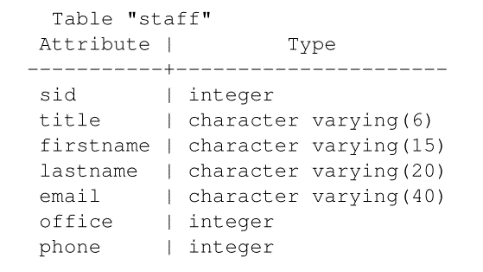 Table "staff"
Attribute | Type
-----------+----------------------
sid | integer
title | character varying(6)
firstname | character varying(15)
lastname | character varying(20)
email | character varying(40)
office | integer
phone | integer